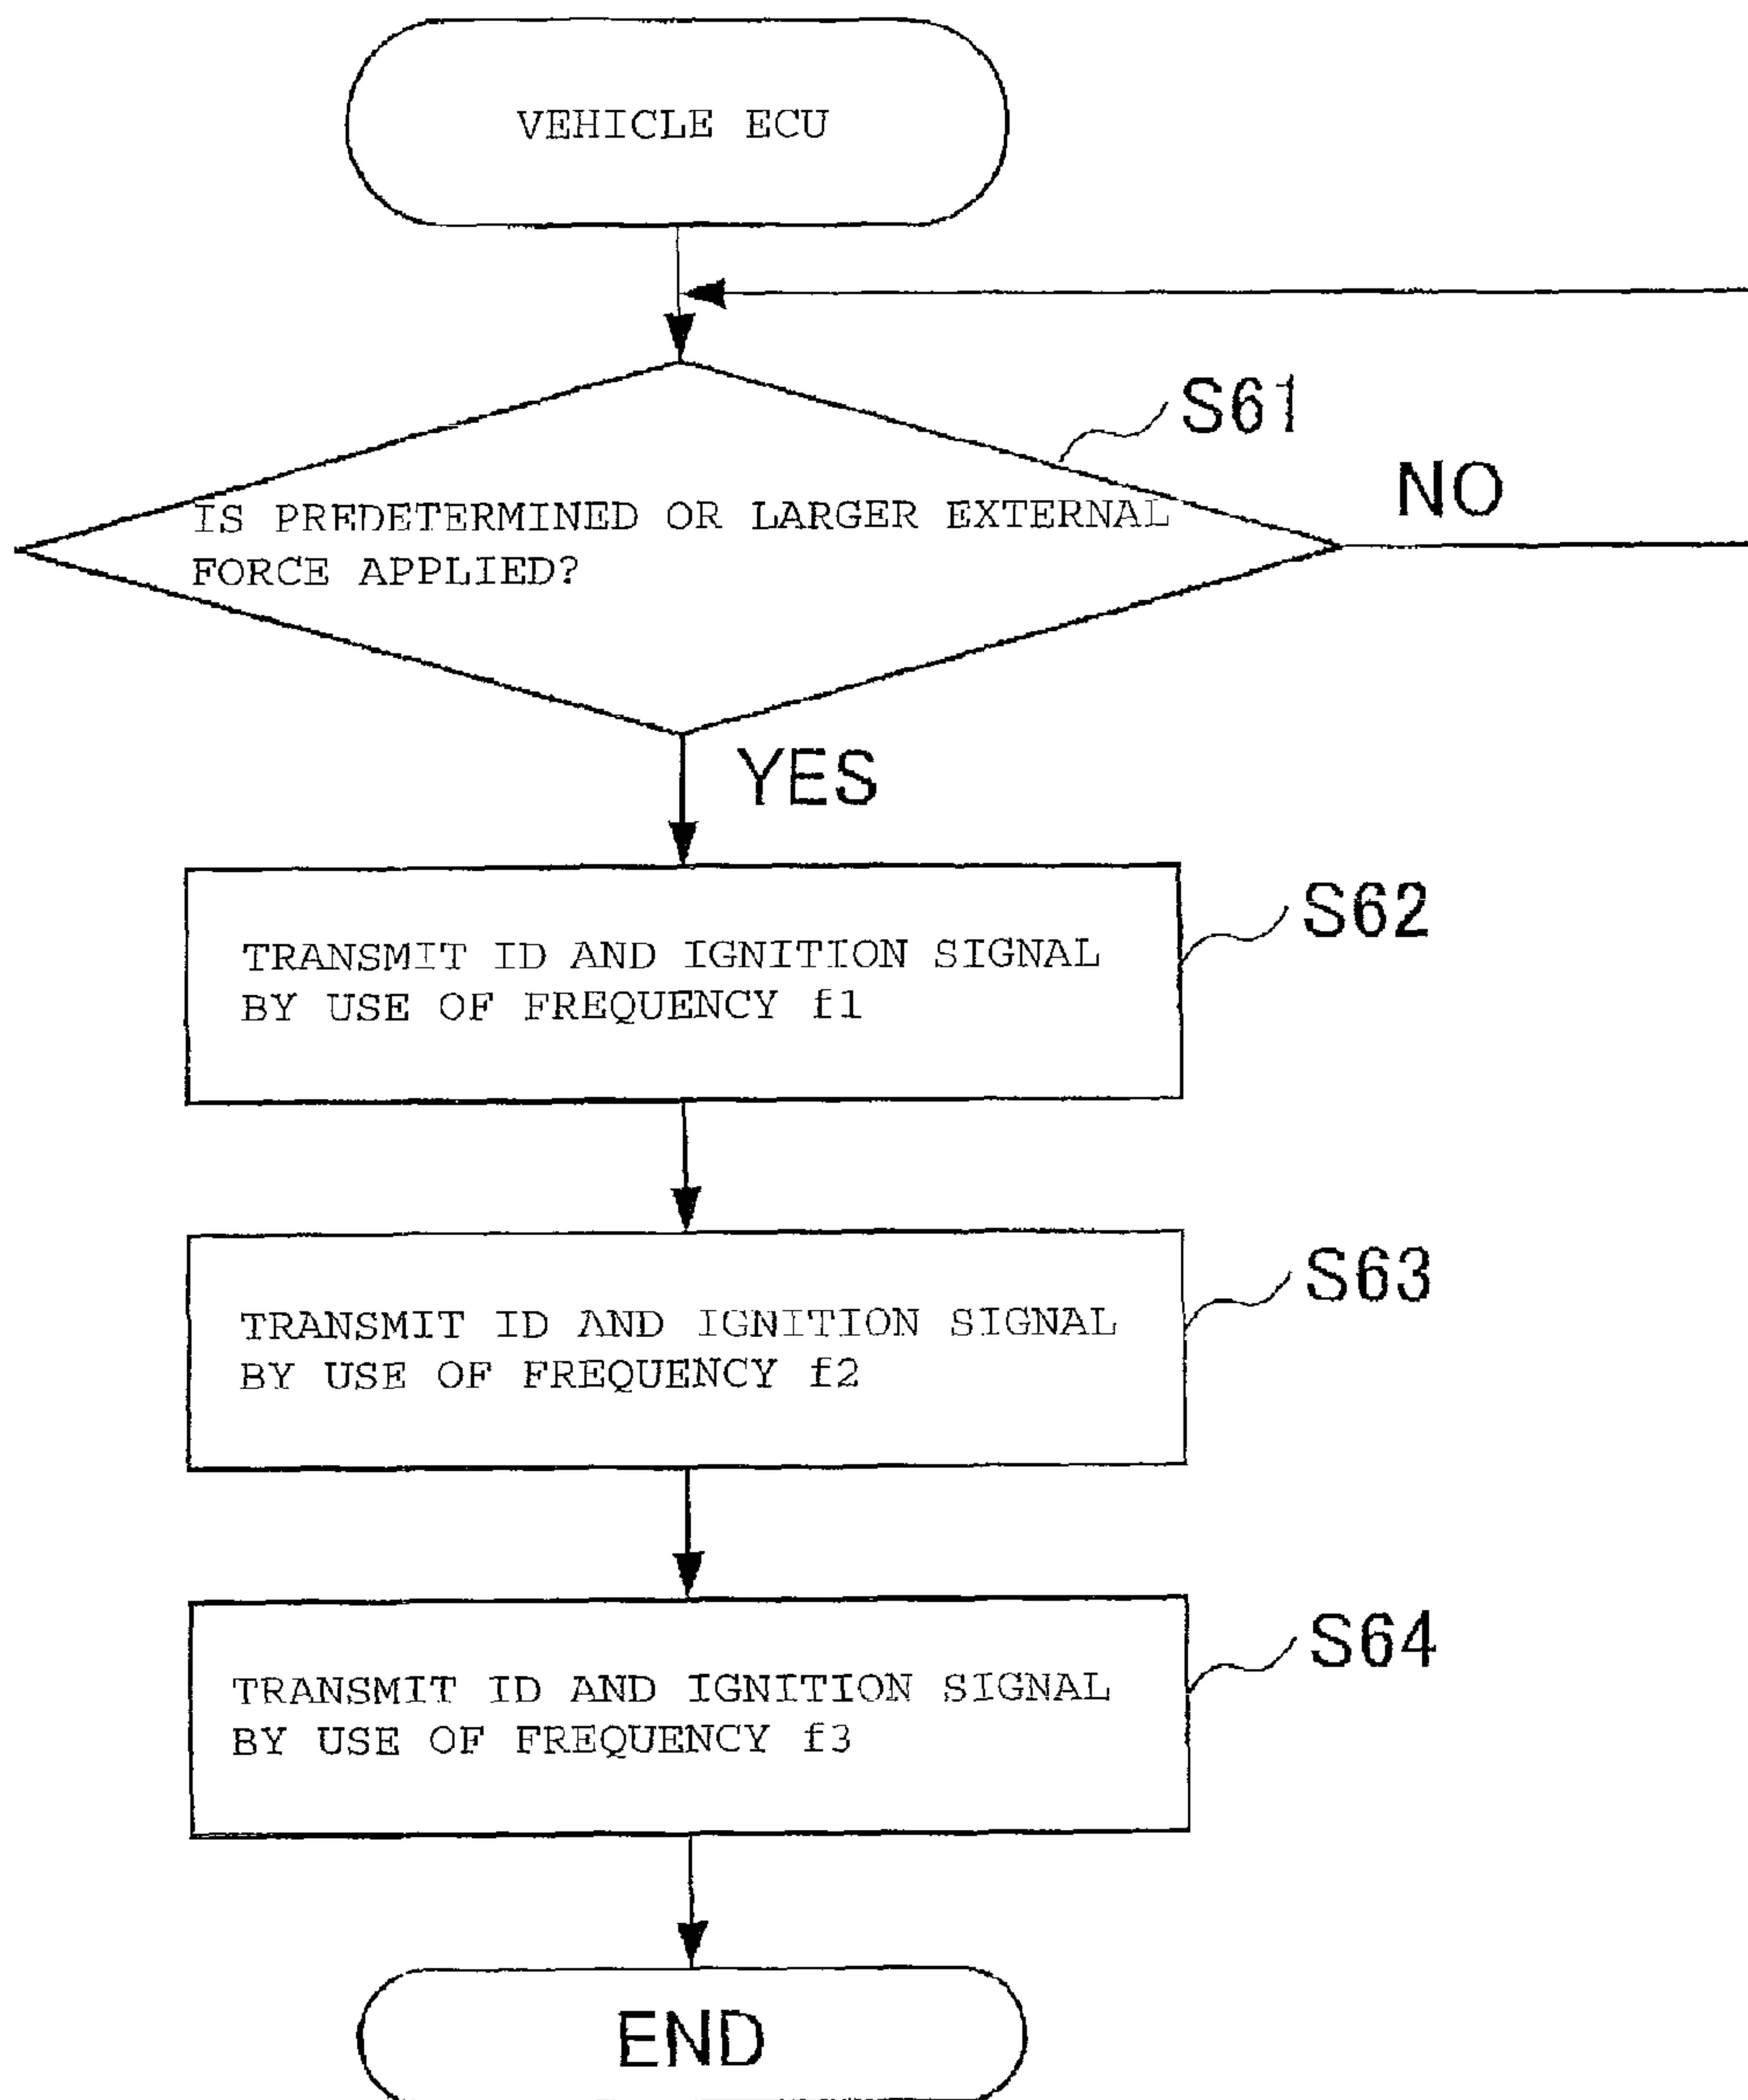 VEHICLE ECU
S61
NO
IS PREDETERMINED OR LARGER EXTERNAL
FORCE APPLIED?
YES
S62
TRANSMIT ID AND IGNITION SIGNAL
BY USE OF FREQUENCY f1
S63
TRANSMIT ID AND IGNITION SIGNAL
BY USE OF FREQUENCY f2
S64
TRANSMIT ID AND IGNITION SIGNAL
BY USE OF FREQUENCY f3
END